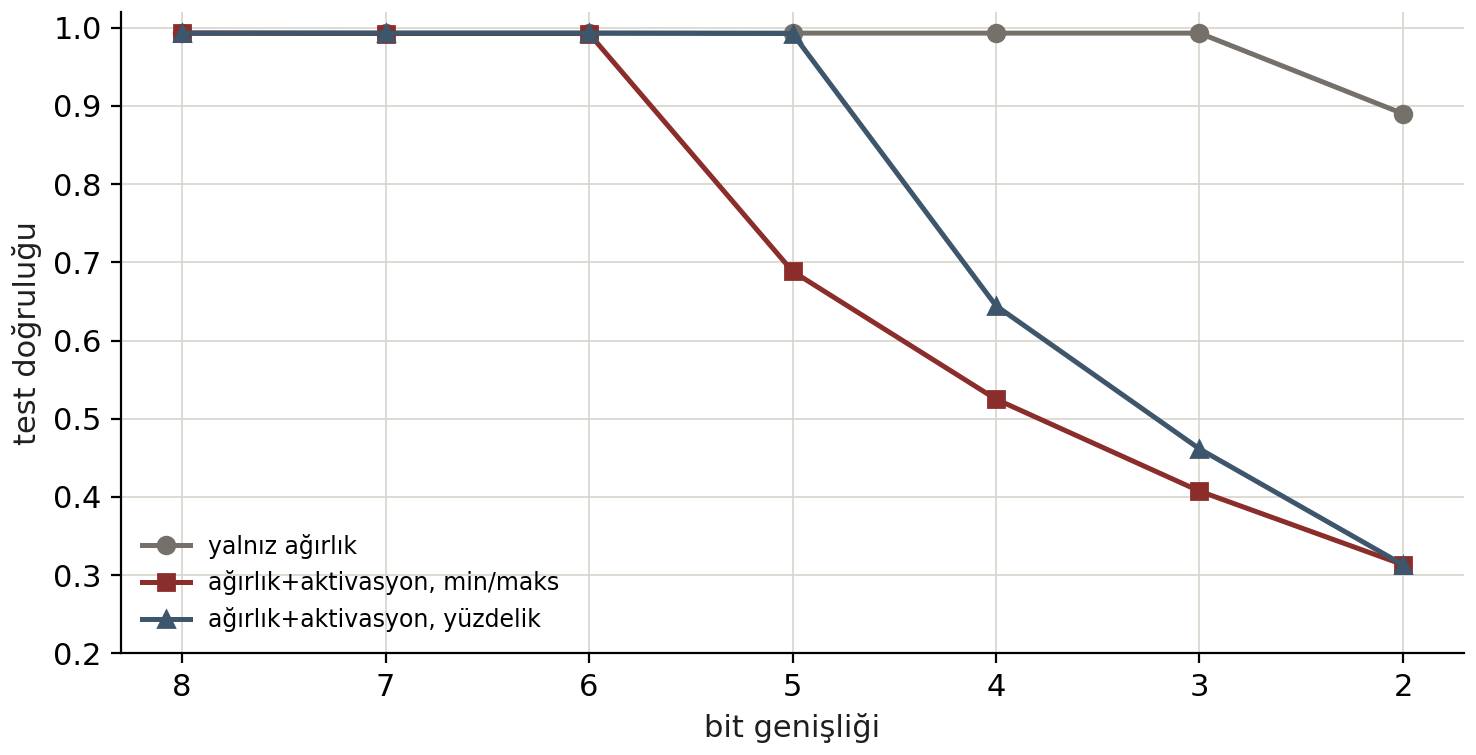 1.0
0.9
0.8
0.7
0.6
0.5
0.4
0.3
0.2
test doğruluğu
yalnız ağırlık
ağırlık+aktivasyon, min/maks
ağırlık+aktivasyon, yüzdelik
8 7 6 5 4 3 2
bit genişliği